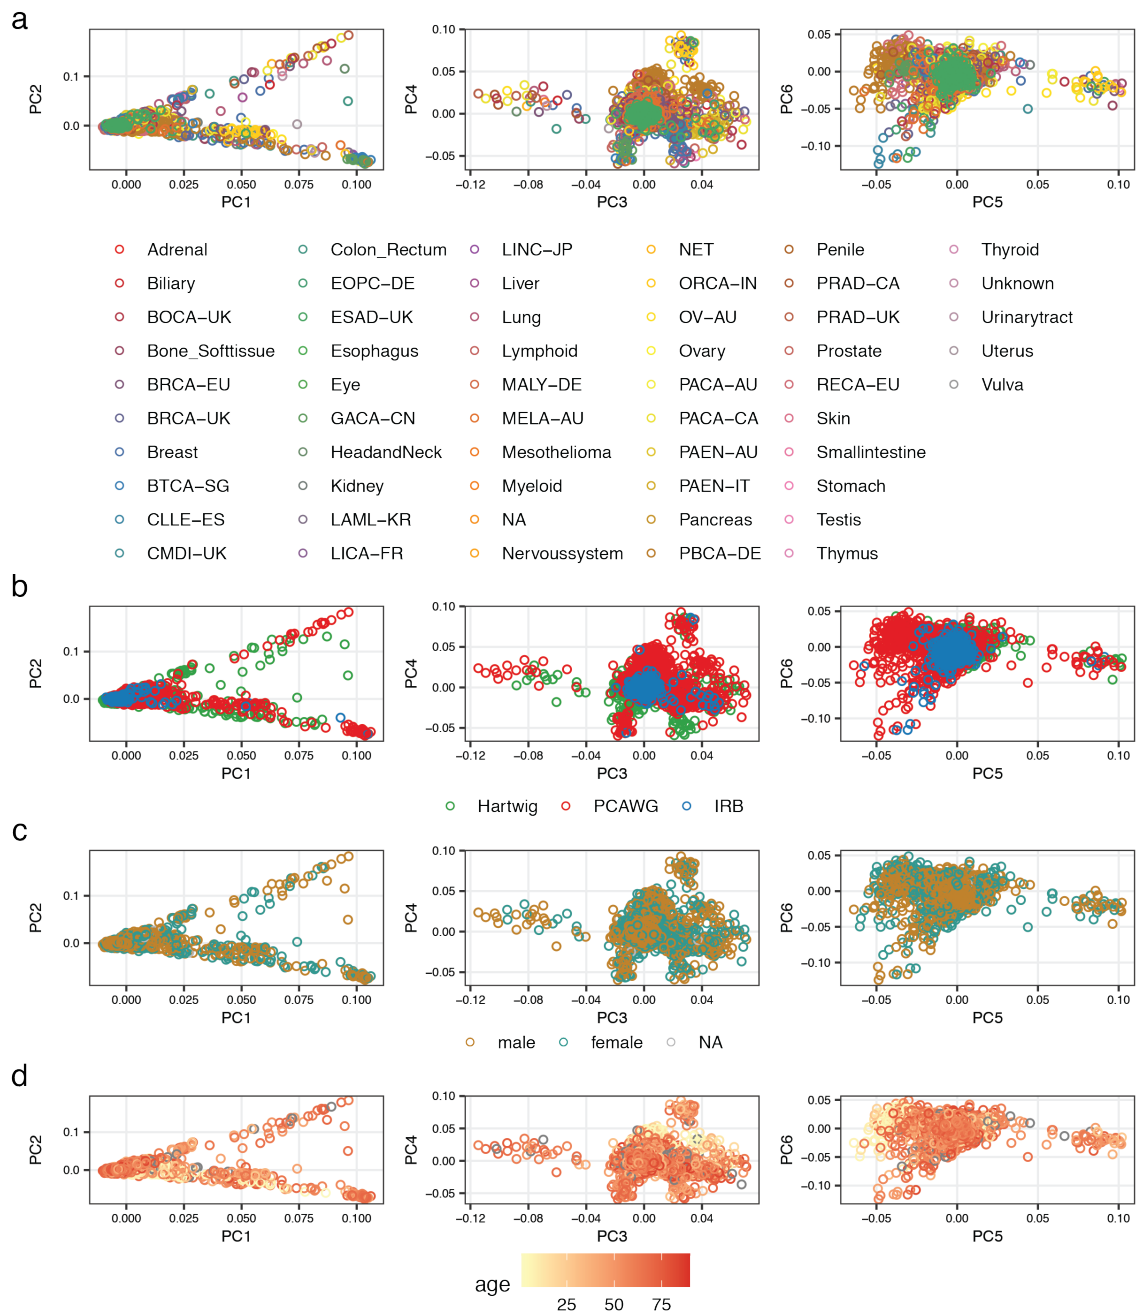 a
PC2
0.1
0.0
0.000 0.025 0.050 0.075 0.100
PC1
PC4
0.10
0.05
0.00
−0.05
−0.12 −0.08 −0.04 0.00 0.04
PC3
PC6
0.05
0.00
−0.05
−0.10
−0.05 0.00 0.05 0.10
PC5
Adrenal Colon_Rectum LINC−JP NET Penile Thyroid
Biliary EOPC−DE Liver ORCA−IN PRAD−CA Unknown
BOCA−UK ESAD−UK Lung OV−AU PRAD−UK Urinarytract
Bone_Softtissue Esophagus Lymphoid Ovary Prostate Uterus
BRCA−EU Eye MALY−DE PACA−AU RECA−EU Vulva
BRCA−UK GACA−CN MELA−AU PACA−CA Skin
Breast HeadandNeck Mesothelioma PAEN−AU Smallintestine
BTCA−SG Kidney Myeloid PAEN−IT Stomach
CLLE−ES LAML−KR NA Pancreas Testis
CMDI−UK LICA−FR Nervoussystem PBCA−DE Thymus
b
PC2
0.1
0.0
0.000 0.025 0.050 0.075 0.100
PC1
PC4
0.10
0.05
0.00
−0.05
−0.12 −0.08 −0.04 0.00 0.04
PC3
PC6
0.05
0.00
−0.05
−0.10
−0.05 0.00 0.05 0.10
PC5
Hartwig PCAWG IRB
c
PC2
0.1
0.0
0.000 0.025 0.050 0.075 0.100
PC1
PC4
0.10
0.05
0.00
−0.05
−0.12 −0.08 −0.04 0.00 0.04
PC3
PC6
0.05
0.00
−0.05
−0.10
−0.05 0.00 0.05 0.10
PC5
male female NA
d
PC2
0.1
0.0
0.000 0.025 0.050 0.075 0.100
PC1
PC4
0.10
0.05
0.00
−0.05
−0.12 −0.08 −0.04 0.00 0.04
PC3
PC6
0.05
0.00
−0.05
−0.10
−0.05 0.00 0.05 0.10
PC5
age
25 50 75